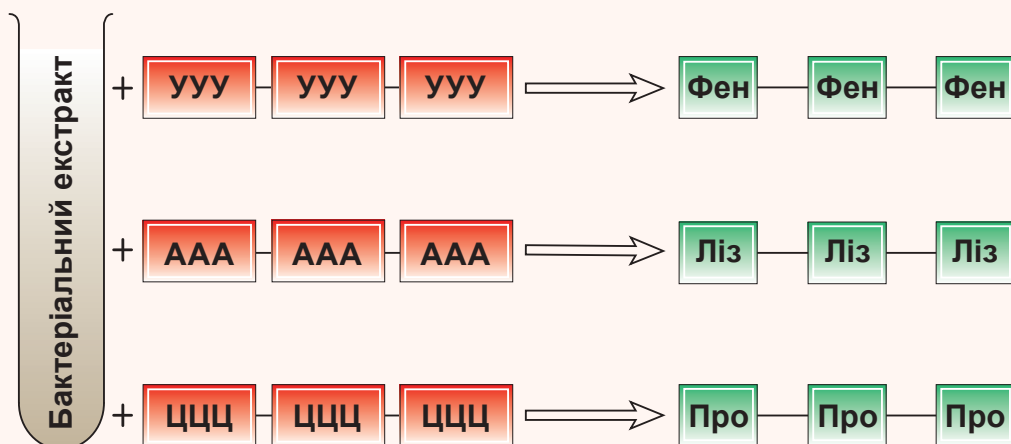 Бактеріальний екстракт
+ УУУ УУУ УУУ Фен Фен Фен
+ ААА ААА ААА Ліз Ліз Ліз
+ ЦЦЦ ЦЦЦ ЦЦЦ Про Про Про